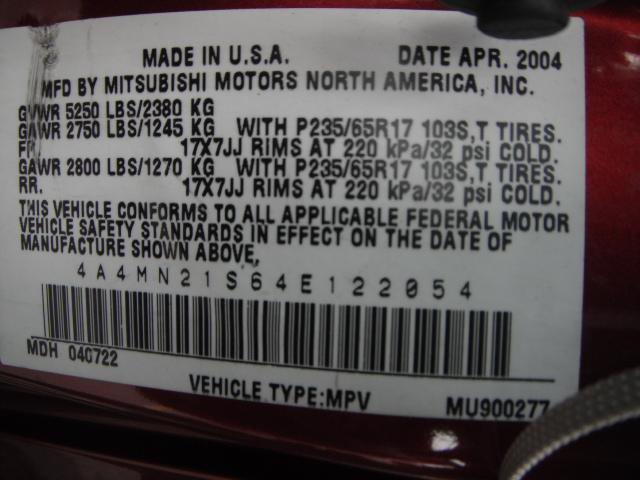 MADE IN U.S.A. DATE APR. 2004
MFD BY MITSUBISHI MOTORS NORTH AMERICA, INC.
GVWR 5250 LBS/2380 KG
GAWR 2750 LBS/1245 KG WITH P235/65R17 103S,T TIRES.
FR. 17X7JJ RIMS AT 220 kPa/32 psi COLD.
GAWR 2800 LBS/1270 KG WITH P235/65R17 103S,T TIRES.
RR. 17X7JJ RIMS AT 220 kPa/32 psi COLD.
THIS VEHICLE CONFORMS TO ALL APPLICABLE FEDERAL MOTOR
VEHICLE SAFETY STANDARDS IN EFFECT ON THE DATE OF
MANUFACTURE SHOWN ABOVE,
4A4MN21S64E122054
MDH 040722
VEHICLE TYPE:MPV
MU900277